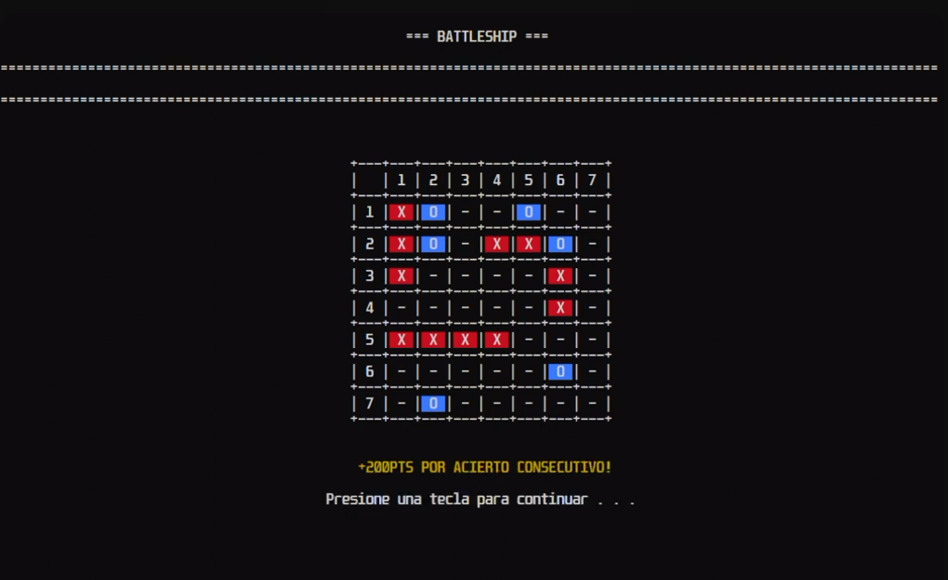 === BATTLESHIP ===
======================================================================================================================
======================================================================================================================
+---+---+---+---+---+---+---+---+
|   | 1 | 2 | 3 | 4 | 5 | 6 | 7 |
+---+---+---+---+---+---+---+---+
| 1 | X | O | - | - | O | - | - |
+---+---+---+---+---+---+---+---+
| 2 | X | O | - | X | X | O | - |
+---+---+---+---+---+---+---+---+
| 3 | X | - | - | - | - | X | - |
+---+---+---+---+---+---+---+---+
| 4 | - | - | - | - | - | X | - |
+---+---+---+---+---+---+---+---+
| 5 | X | X | X | X | - | - | - |
+---+---+---+---+---+---+---+---+
| 6 | - | - | - | - | - | O | - |
+---+---+---+---+---+---+---+---+
| 7 | - | O | - | - | - | - | - |
+---+---+---+---+---+---+---+---+
+200PTS POR ACIERTO CONSECUTIVO!
Presione una tecla para continuar . . .